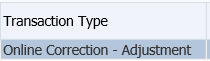 Transaction Type
Online Correction - Adjustment